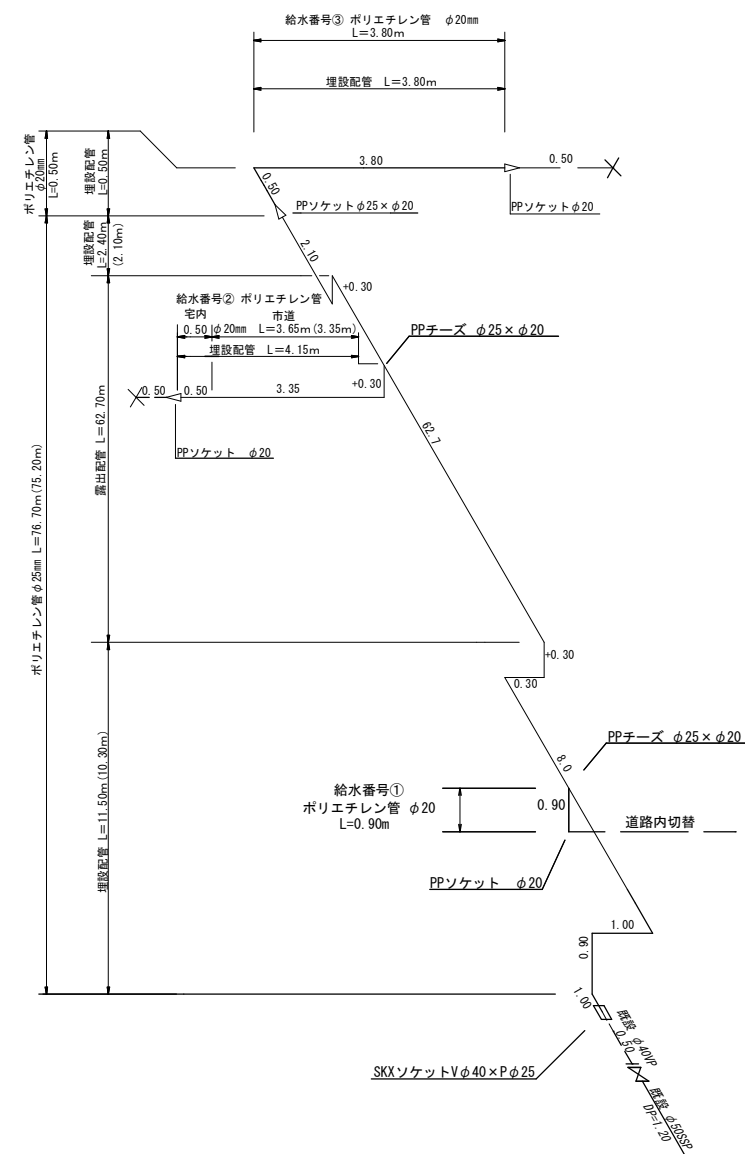 給水番号③ ポリエチレン管 φ20mm
L=3.80m
埋設配管 L=3.80m
ポリエチレン管
φ20mm
L=0.50m
埋設配管
L=0.50m
3.80
0.50
0.50
PPソケットφ25×φ20
PPソケットφ20
埋設配管
L=2.40m
(2.10m)
2.10
+0.30
給水番号② ポリエチレン管
宅内
市道
0.50
φ20mm
L=3.65m(3.35m)
埋設配管 L=4.15m
PPチーズ φ25×φ20
+0.30
0.50
0.50
3.35
62.7
PPソケット φ20
露出配管 L=62.70m
ポリエチレン管φ25mm L=76.70m(75.20m)
+0.30
0.30
PPチーズ φ25×φ20
8.0
給水番号①
ポリエチレン管 φ20
L=0.90m
0.90
道路内切替
埋設配管 L=11.50m(10.30m)
PPソケット φ20
1.00
0.90
1.00
既設 φ40VP
0.50
SKXソケットVφ40×Pφ25
既設 φ50SSP
DP=1.20